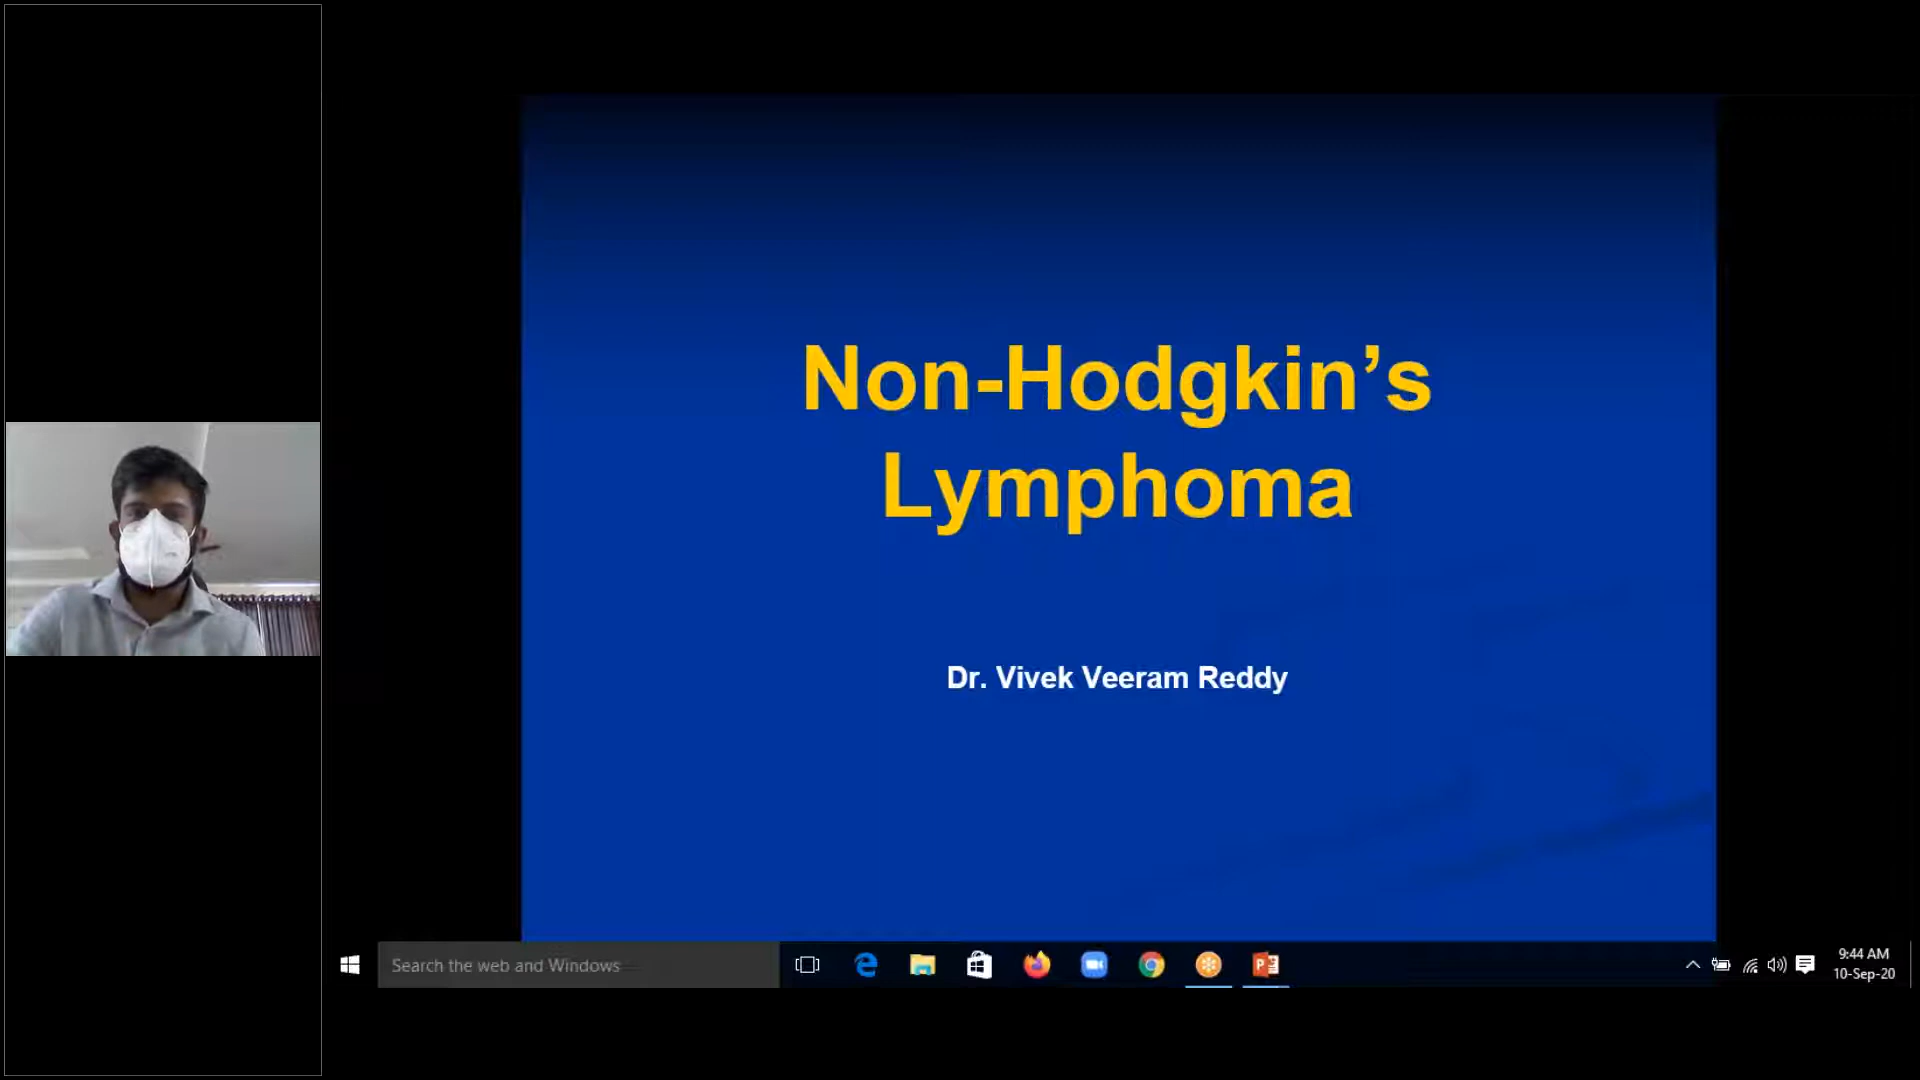 Non-Hodgkin’s
Lymphoma
Dr. Vivek Veeram Reddy
Search the web and Windows
9:44 AM
10-Sep-20